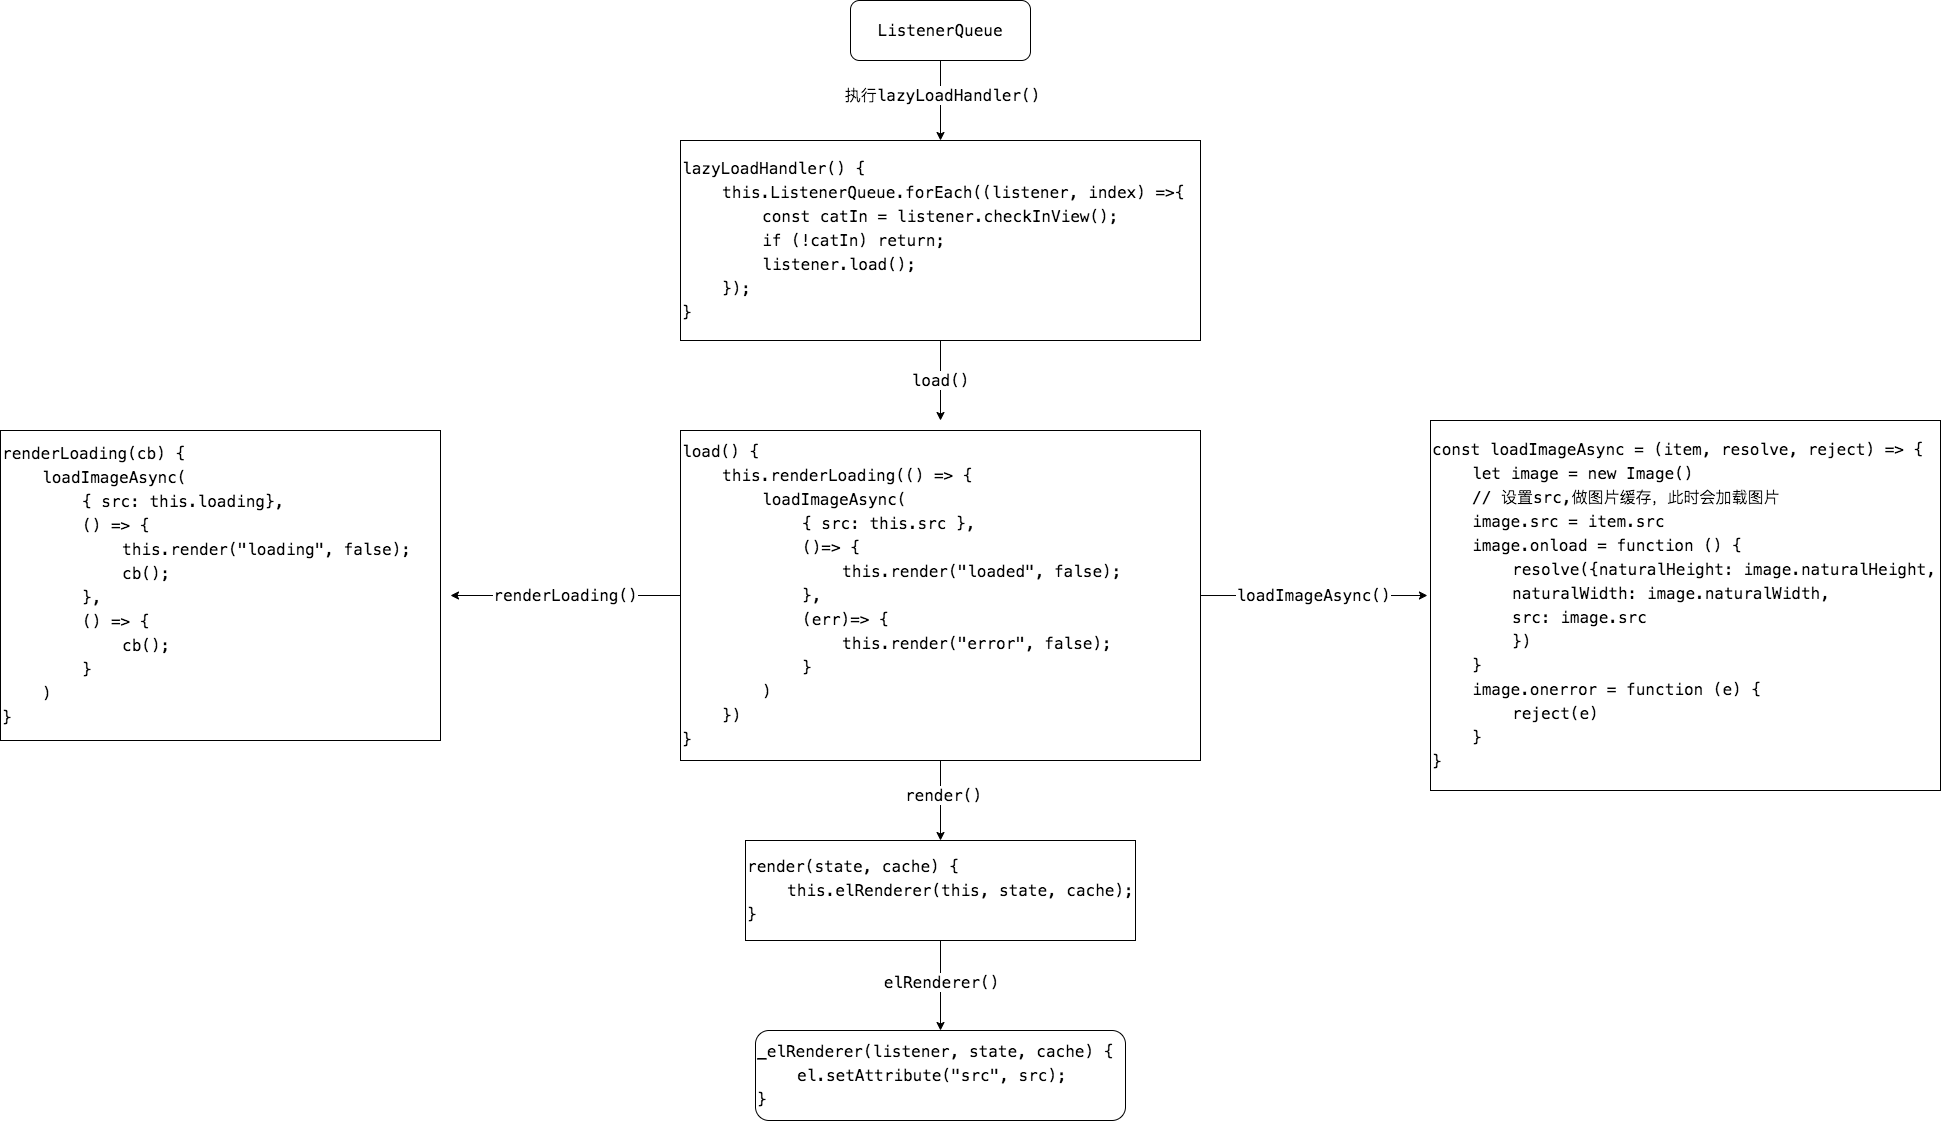 ListenerQueue
执行lazyLoadHandler()
lazyLoadHandler() {
    this.ListenerQueue.forEach((listener, index) =>{
        const catIn = listener.checkInView();
        if (!catIn) return;
        listener.load();
    });
}
load()
renderLoading(cb) {
    loadImageAsync(
        { src: this.loading},
        () => {
            this.render("loading", false);
            cb();
        },
        () => {
            cb();
        }
    )
}
renderLoading()
load() {
    this.renderLoading(() => {
        loadImageAsync(
            { src: this.src },
            ()=> {
                this.render("loaded", false);
            },
            (err)=> {
                this.render("error", false);
            }
        )
    })
}
loadImageAsync()
const loadImageAsync = (item, resolve, reject) => {
    let image = new Image()
    // 设置src,做图片缓存，此时会加载图片
    image.src = item.src
    image.onload = function () {
        resolve({naturalHeight: image.naturalHeight,
        naturalWidth: image.naturalWidth,
        src: image.src
        })
    }
    image.onerror = function (e) {
        reject(e)
    }
}
render()
render(state, cache) {
    this.elRenderer(this, state, cache);
}
elRenderer()
_elRenderer(listener, state, cache) {
    el.setAttribute("src", src);
}